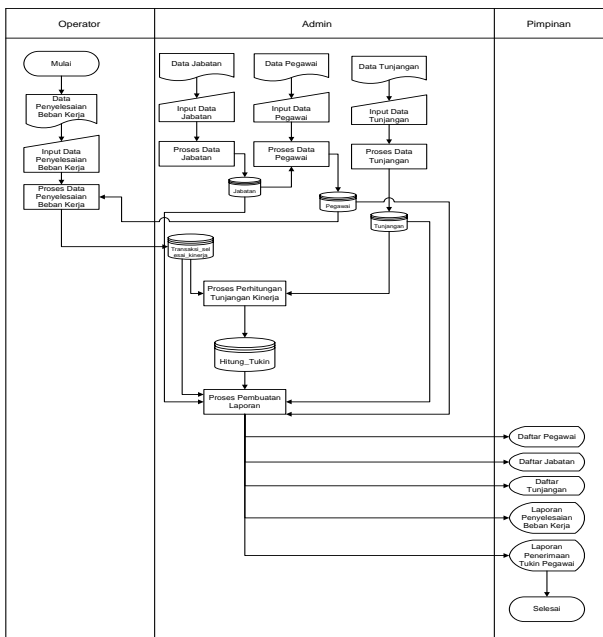 Operator
Admin
Pimpinan
Mulai
Data
Penyelesaian
Beban Kerja
Input Data
Penyelesaian
Beban Kerja
Proses Data
Penyelesaian
Beban Kerja
Data Jabatan
Input Data
Jabatan
Proses Data
Jabatan
Jabatan
Data Pegawai
Input Data
Pegawai
Proses Data
Pegawai
Pegawai
Data Tunjangan
Input Data
Tunjangan
Proses Data
Tunjangan
Tunjangan
Transaksi_sel
esai_kinerja
Proses Perhitungan
Tunjangan Kinerja
Hitung_Tukin
Proses Pembuatan
Laporan
Daftar Pegawai
Daftar Jabatan
Daftar
Tunjangan
Laporan
Penyelesaian
Beban Kerja
Laporan
Penerimaan
Tukin Pegawai
Selesai